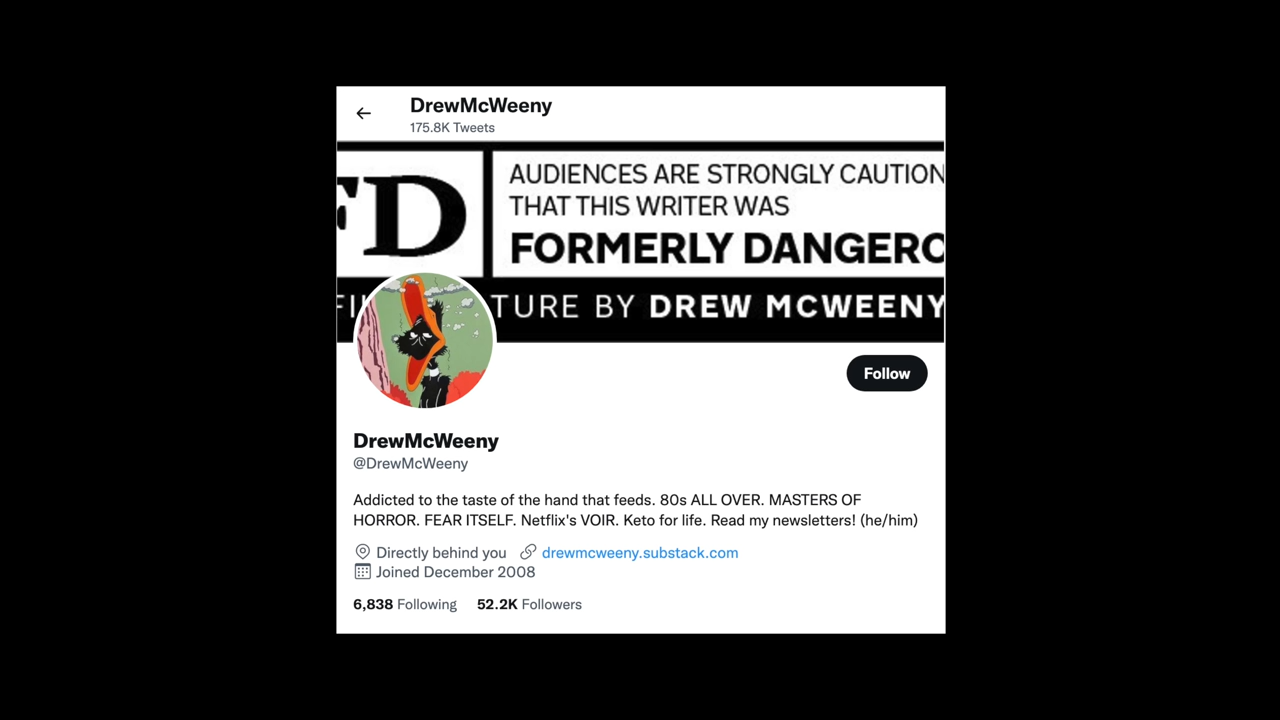 DrewMcWeeny
175.8K Tweets
FD
AUDIENCES ARE STRONGLY CAUTION
THAT THIS WRITER WAS
FORMERLY DANGERO
FI TURE BY DREW MCWEENY
Follow
DrewMcWeeny
@DrewMcWeeny
Addicted to the taste of the hand that feeds. 80s ALL OVER. MASTERS OF
HORROR. FEAR ITSELF. Netflix's VOIR. Keto for life. Read my newsletters! (he/him)
Directly behind you drewmcweeny.substack.com
Joined December 2008
6,838 Following 52.2K Followers